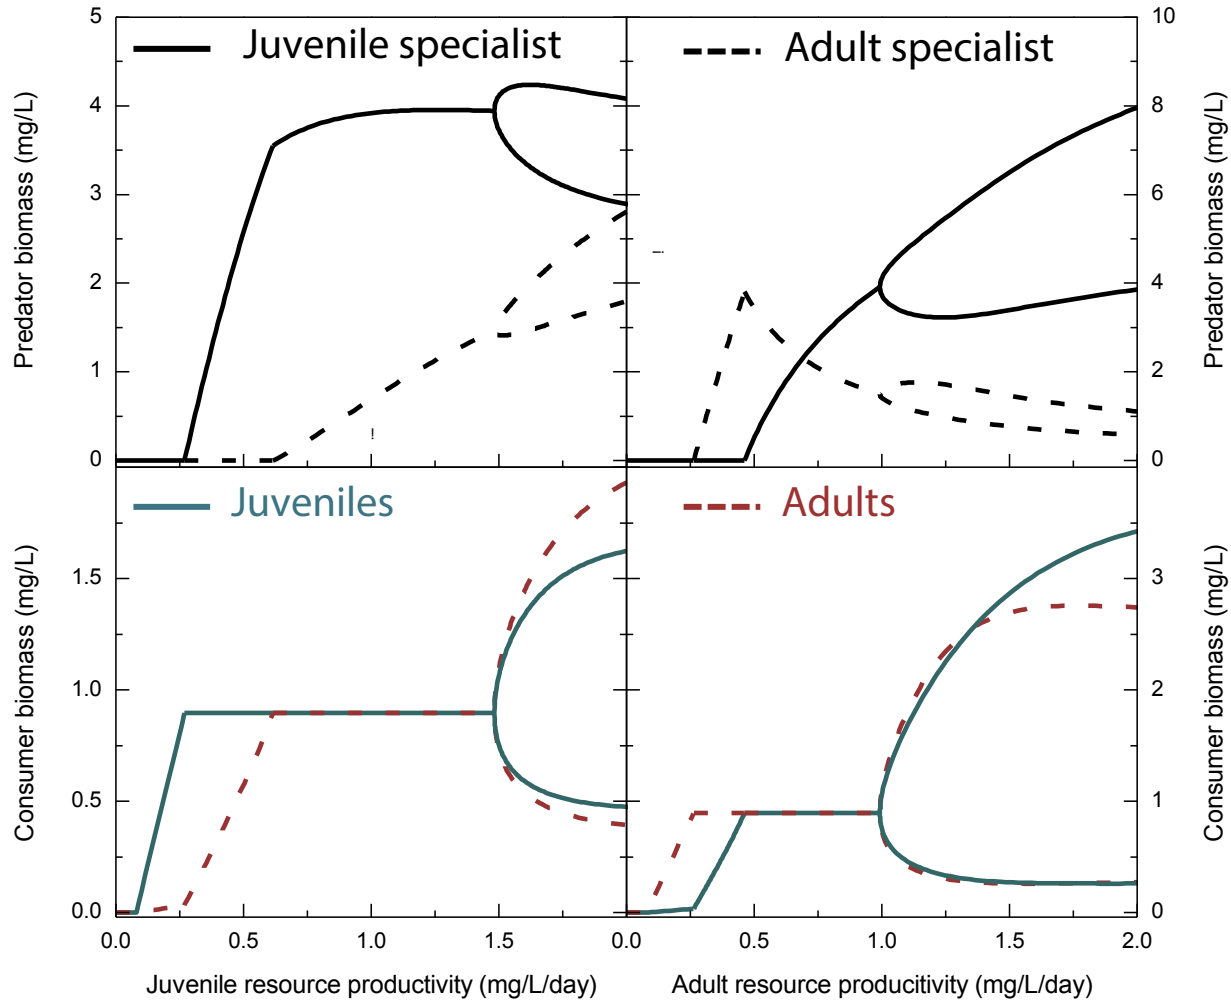 Juvenile specialist
Adult specialist
5
4
3
2
1
0
Predator biomass (mg/L)
10
8
6
4
2
0
Predator biomass (mg/L)
Juveniles
Adults
1.5
1.0
0.5
0.0
Consumer biomass (mg/L)
3
2
1
0
Consumer biomass (mg/L)
0.0 0.5 1.0 1.5 0.0 0.5 1.0 1.5 2.0
Juvenile resource productivity (mg/L/day)
Adult resource producitivity (mg/L/day)